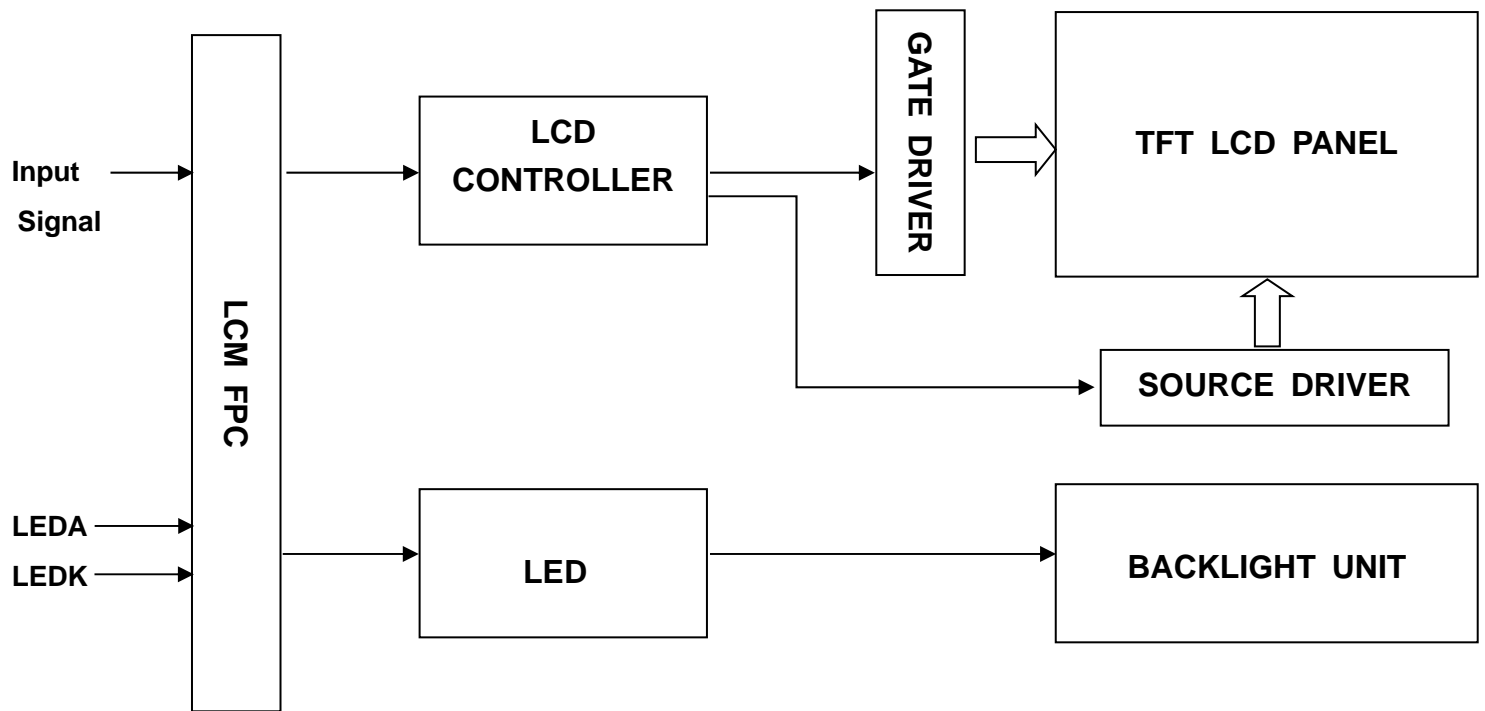 Input
Signal
LEDA
LEDK
LCM FPC
LCD
CONTROLLER
GATE DRIVER
TFT LCD PANEL
SOURCE DRIVER
LED
BACKLIGHT UNIT